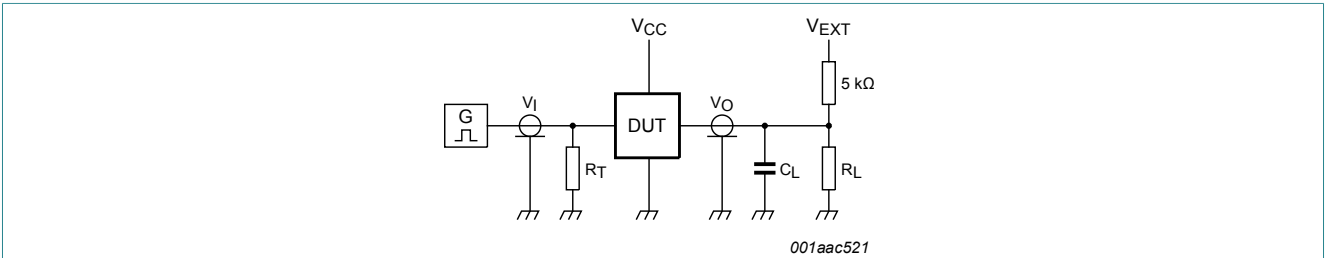 VCC
VEXT
5 kΩ
G
VI
DUT
VO
RT
CL
RL
001aac521